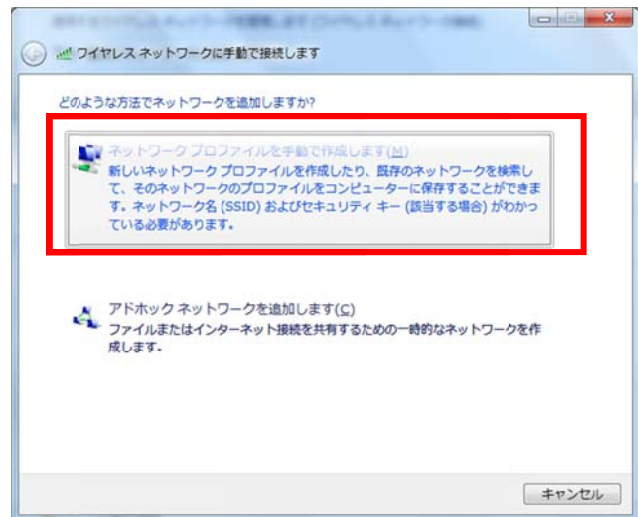 ワイヤレス ネットワークに手動で接続します
どのような方法でネットワークを追加しますか?
ネットワーク プロファイルを手動で作成します(M)
新しいネットワーク プロファイルを作成したり、既存のネットワークを検索し
て、そのネットワークのプロファイルをコンピューターに保存することができま
す。ネットワーク名 (SSID) およびセキュリティ キー (該当する場合) がわかっ
ている必要があります。
アドホック ネットワークを追加します(C)
ファイルまたはインターネット接続を共有するための一時的なネットワークを作
成します。
キャンセル